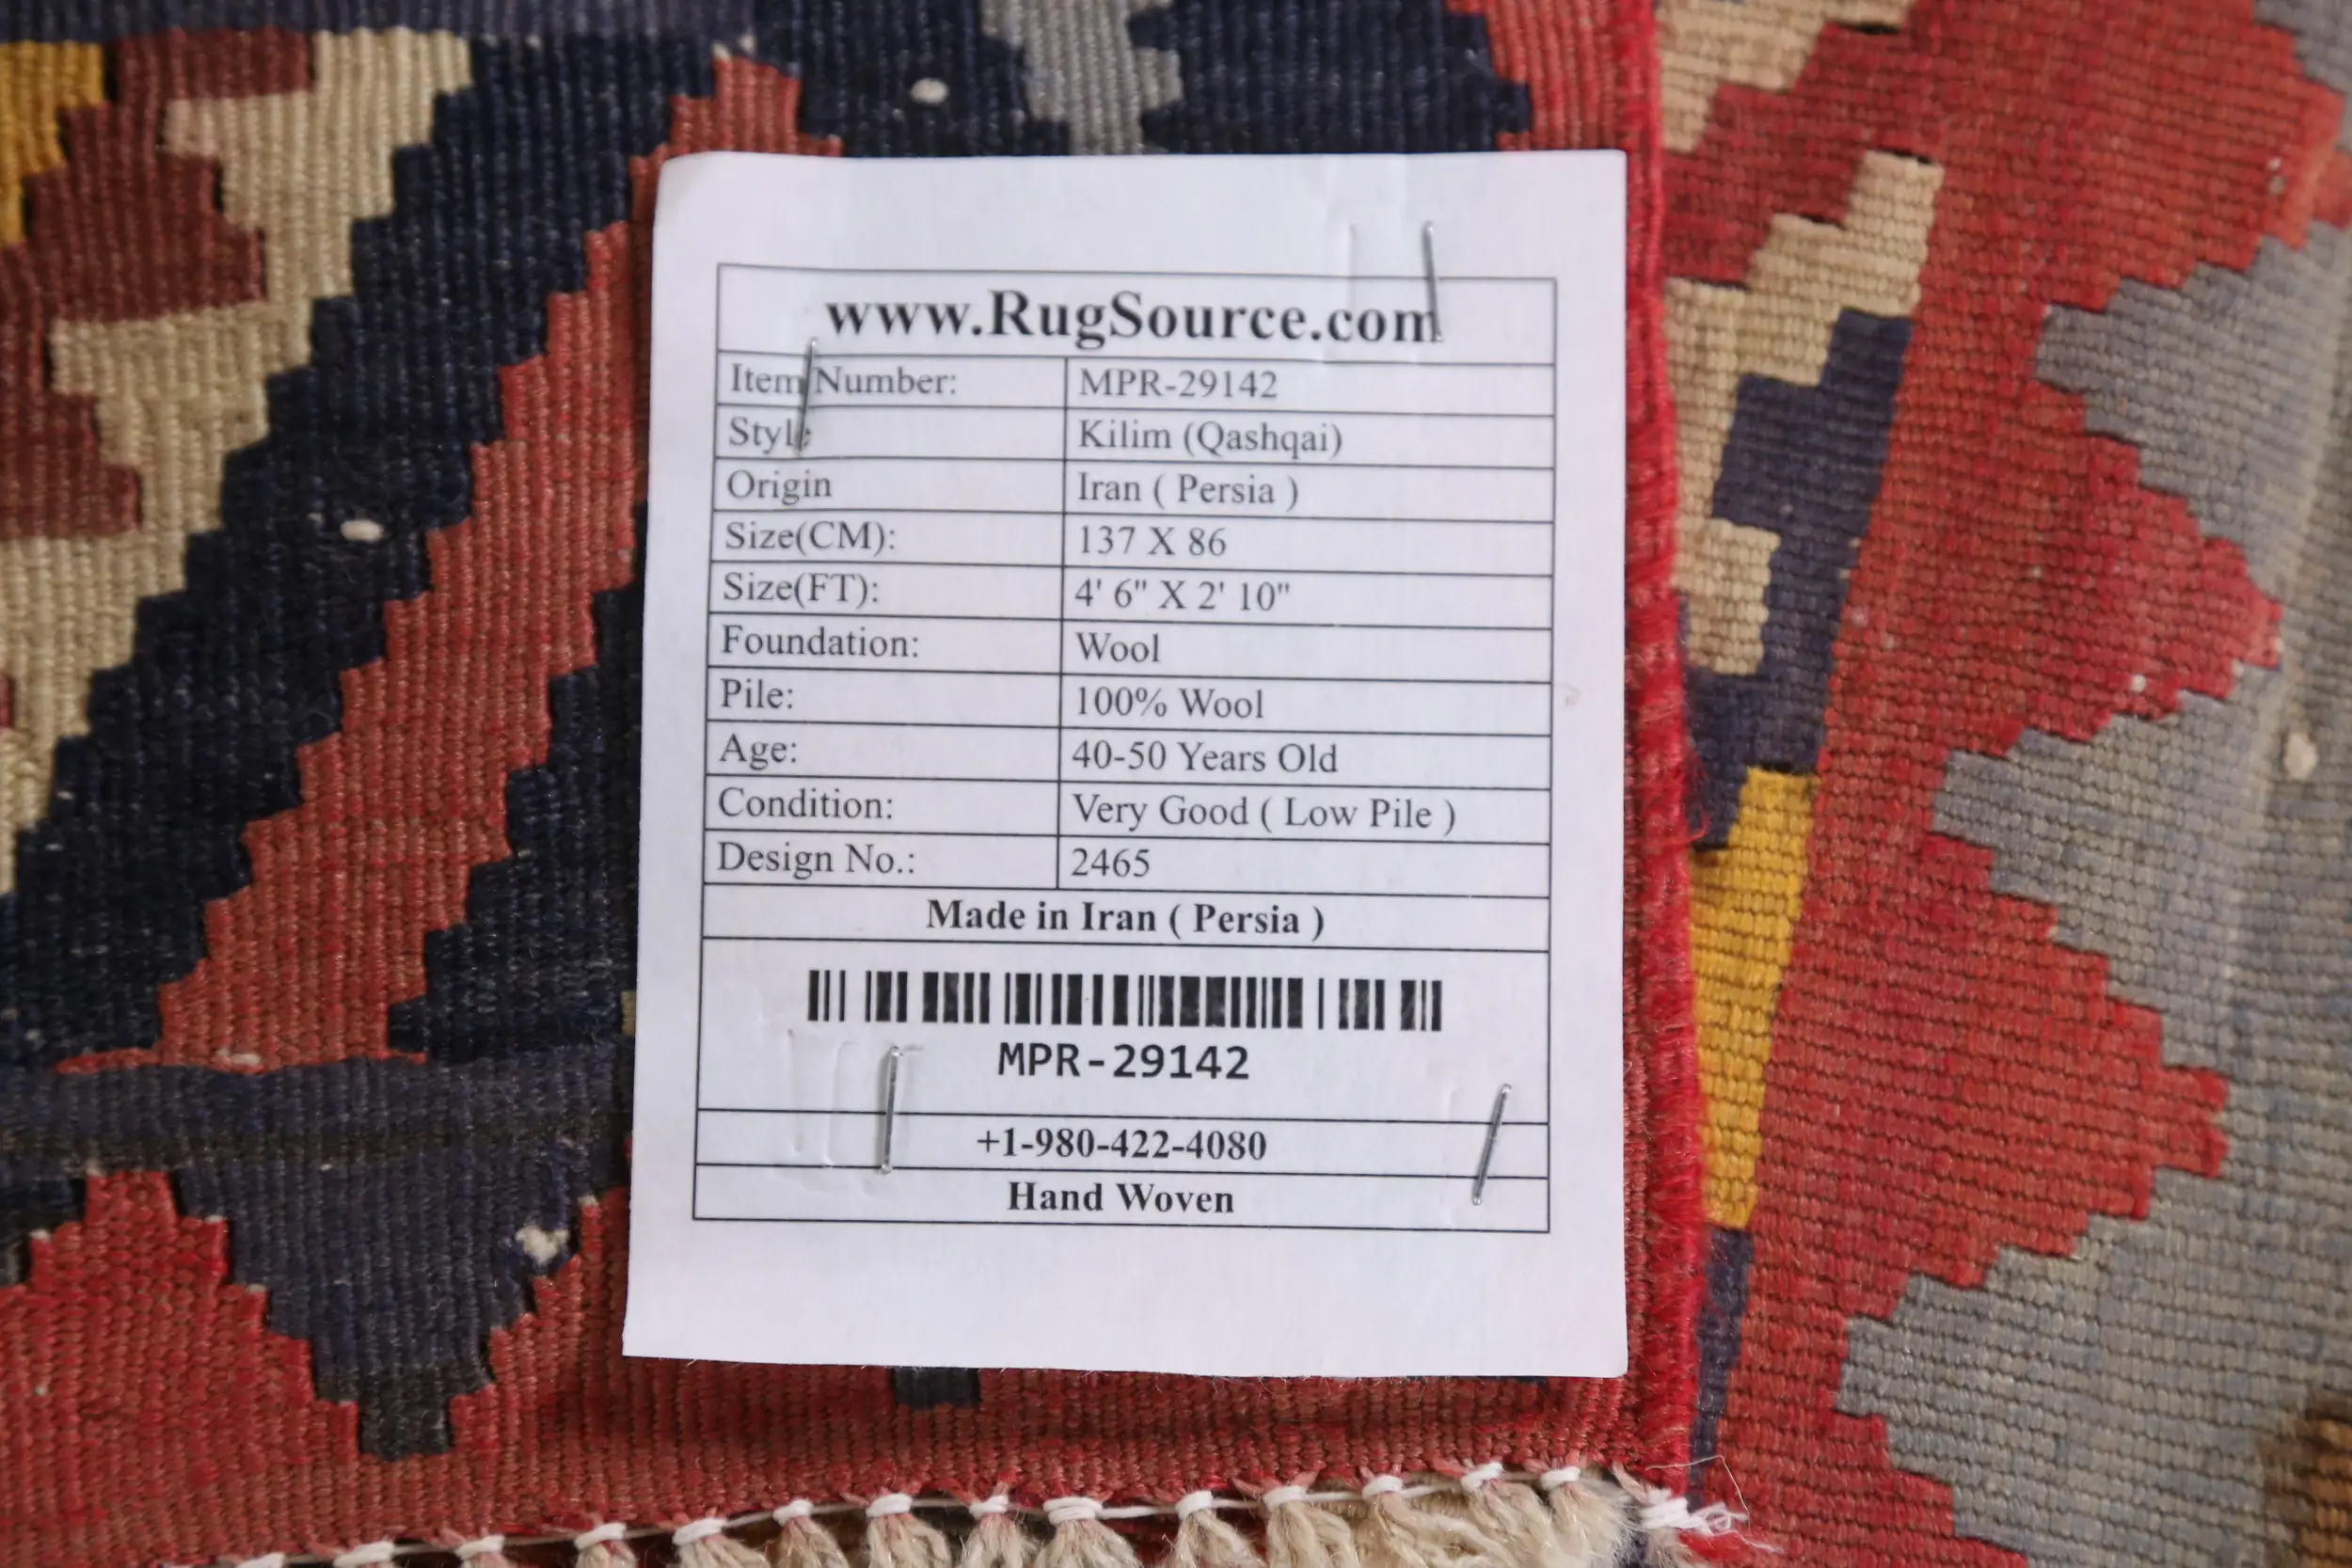 www.RugSource.com
Item Number: MPR-29142
Style Kilim (Qashqai)
Origin Iran ( Persia )
Size(CM): 137 X 86
Size(FT): 4' 6" X 2' 10"
Foundation: Wool
Pile: 100% Wool
Age: 40-50 Years Old
Condition: Very Good ( Low Pile )
Design No.: 2465
Made in Iran ( Persia )
MPR-29142
+1-980-422-4080
Hand Woven